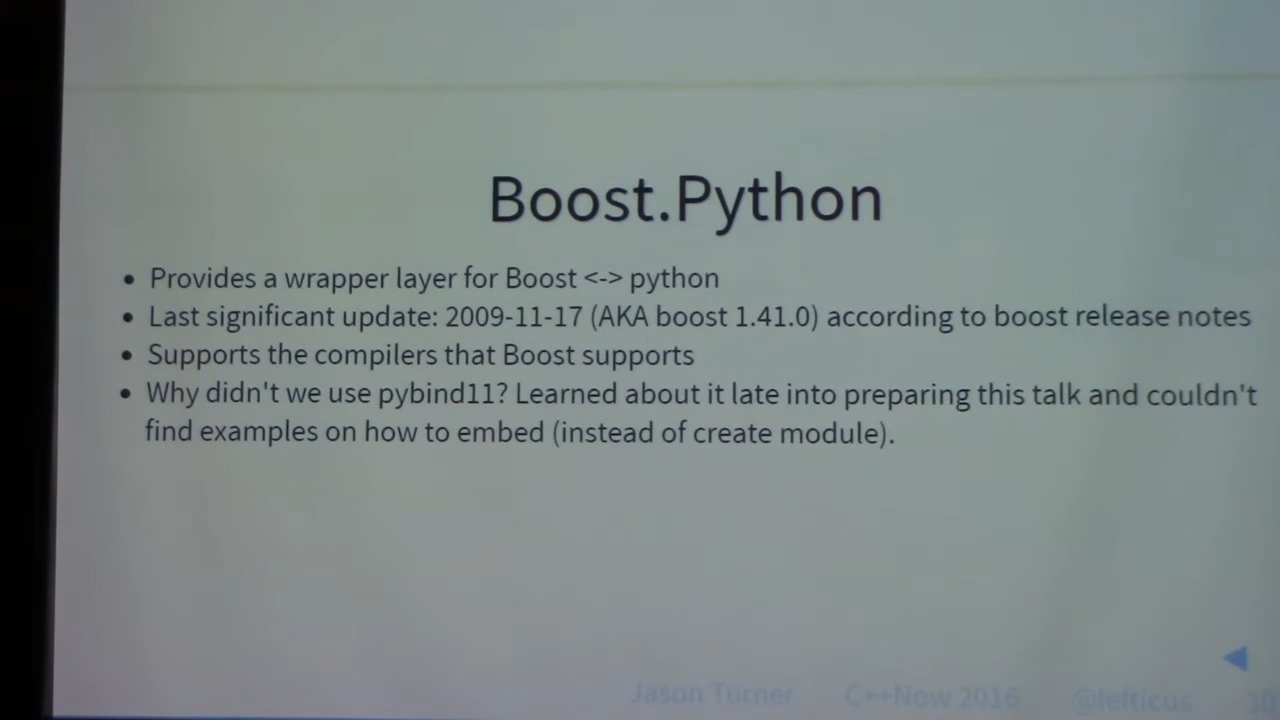 Boost.Python
• Provides a wrapper layer for Boost <-> python
• Last significant update: 2009-11-17 (AKA boost 1.41.0) according to boost release notes
• Supports the compilers that Boost supports
• Why didn't we use pybind11? Learned about it late into preparing this talk and couldn't
find examples on how to embed (instead of create module).
Jason Turner C++Now 2016 @lefticus